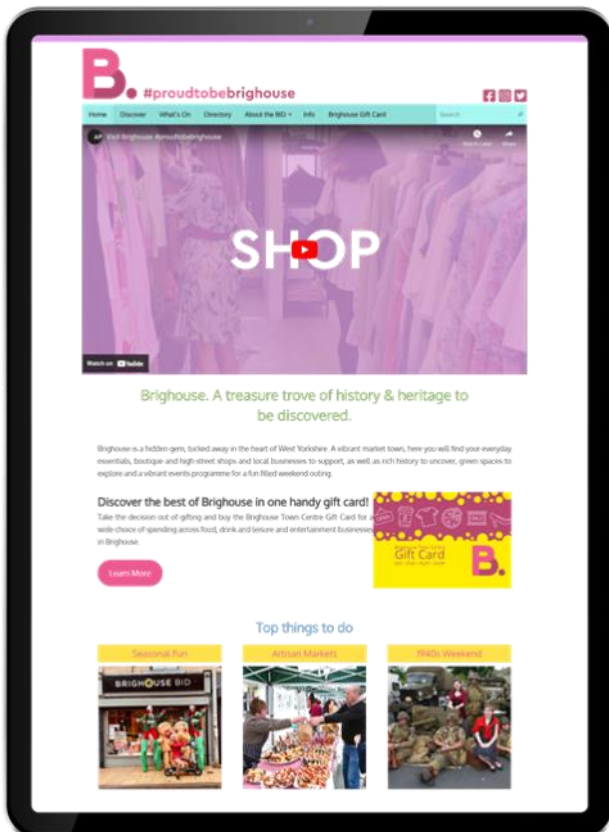 B.
#proudtobebrighouse
Home Discover What's On Directory About the BID Info Brighouse Gift Card Search
AP Visit Brighouse #proudtobebrighouse
Watch Later Share
SHOP
Watch on YouTube
Brighouse. A treasure trove of history & heritage to
be discovered.
Brighouse is a hidden gem, tucked away in the heart of West Yorkshire. A vibrant market town, here you will find your everyday
essentials, boutique and high street shops and local businesses to support, as well as rich history to uncover, green spaces to
explore and a vibrant events programme for a fun filled weekend outing.
Discover the best of Brighouse in one handy gift card!
Take the decision out of gifting and buy the Brighouse Town Centre Gift Card for a
wide choice of spending across food, drink and leisure and entertainment businesses
in Brighouse.
Learn More
Brighouse Town Centre
Gift Card
B.
Top things to do
Seasonal Fun Artisan Markets 1940s Weekend
BRIGHOUSE BID